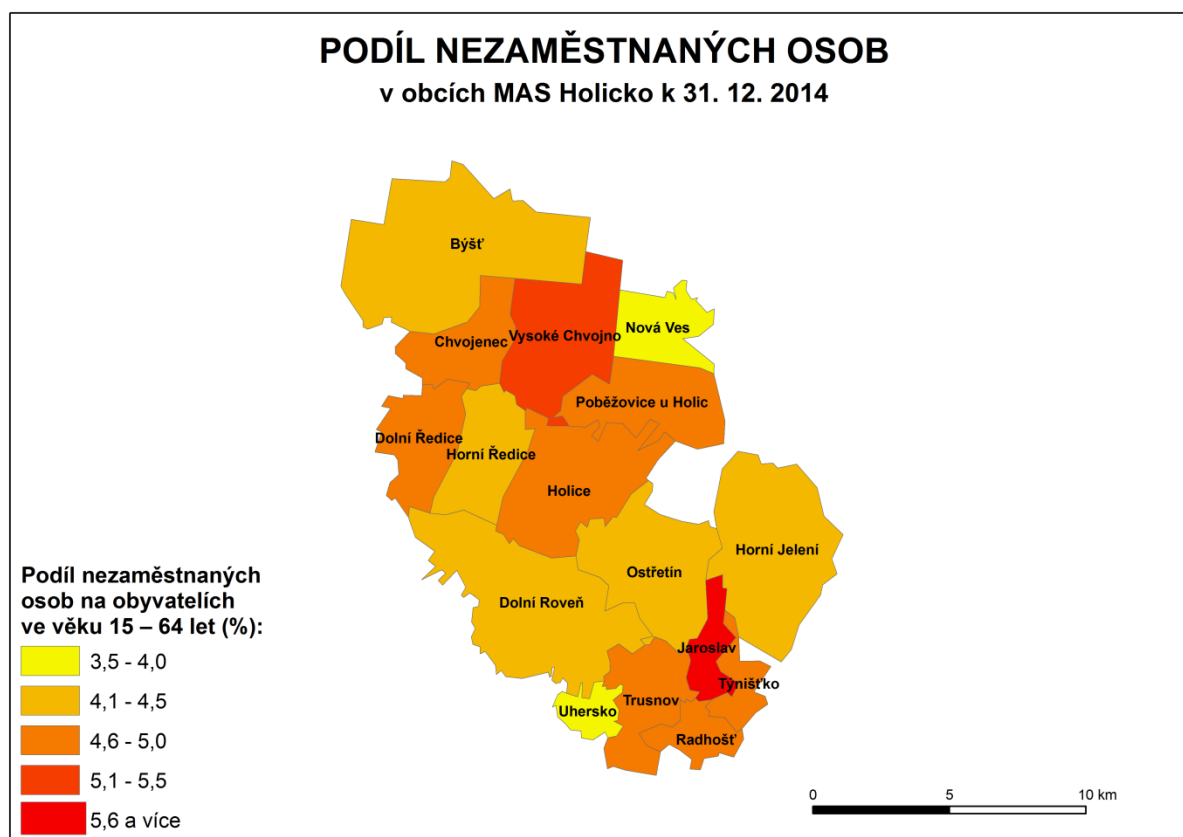 PODÍL NEZAMĚSTNANÝCH OSOB
v obcích MAS Holicko k 31. 12. 2014
Býšť
Nová Ves
Vysoké Chvojno
Chvojenec
Poběžovice u Holic
Dolní Ředice
Horní Ředice
Holice
Horní Jelení
Ostřetín
Dolní Roveň
Jaroslav
Týnišťko
Trusnov
Uhersko
Radhošť
Podíl nezaměstnaných
osob na obyvatelích
ve věku 15 – 64 let (%):
3,5 - 4,0
4,1 - 4,5
4,6 - 5,0
5,1 - 5,5
5,6 a více
0 5 10 km